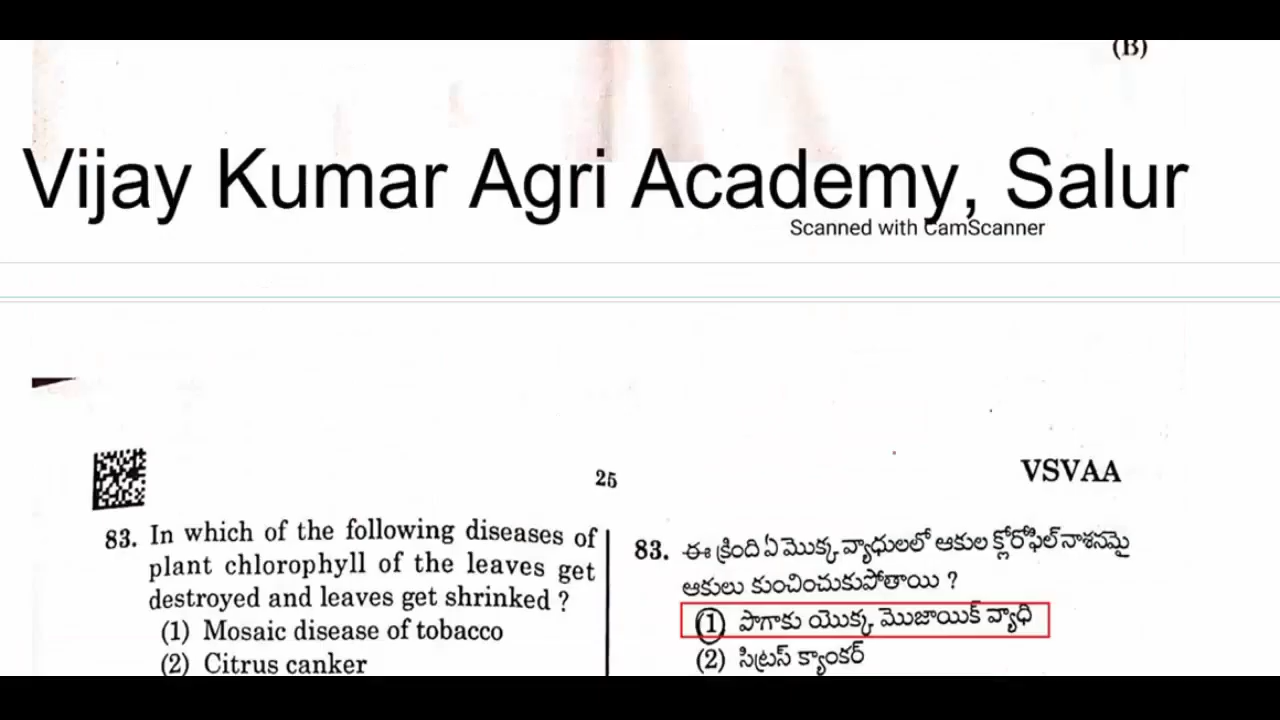 (B)
Vijay Kumar Agri Academy, Salur
Scanned with CamScanner
25
VSVAA
83. In which of the following diseases of
plant chlorophyll of the leaves get
destroyed and leaves get shrinked ?
(1) Mosaic disease of tobacco
(2) Citrus canker
83. ఈ క్రింది ఏ మొక్క వ్యాధులలో ఆకుల క్లోరోఫిల్ నాశనమై
ఆకులు కుంచించుకుపోతాయి ?
(1) పొగాకు యొక్క మొజాయిక్ వ్యాధి
(2) సిట్రస్ క్యాంకర్